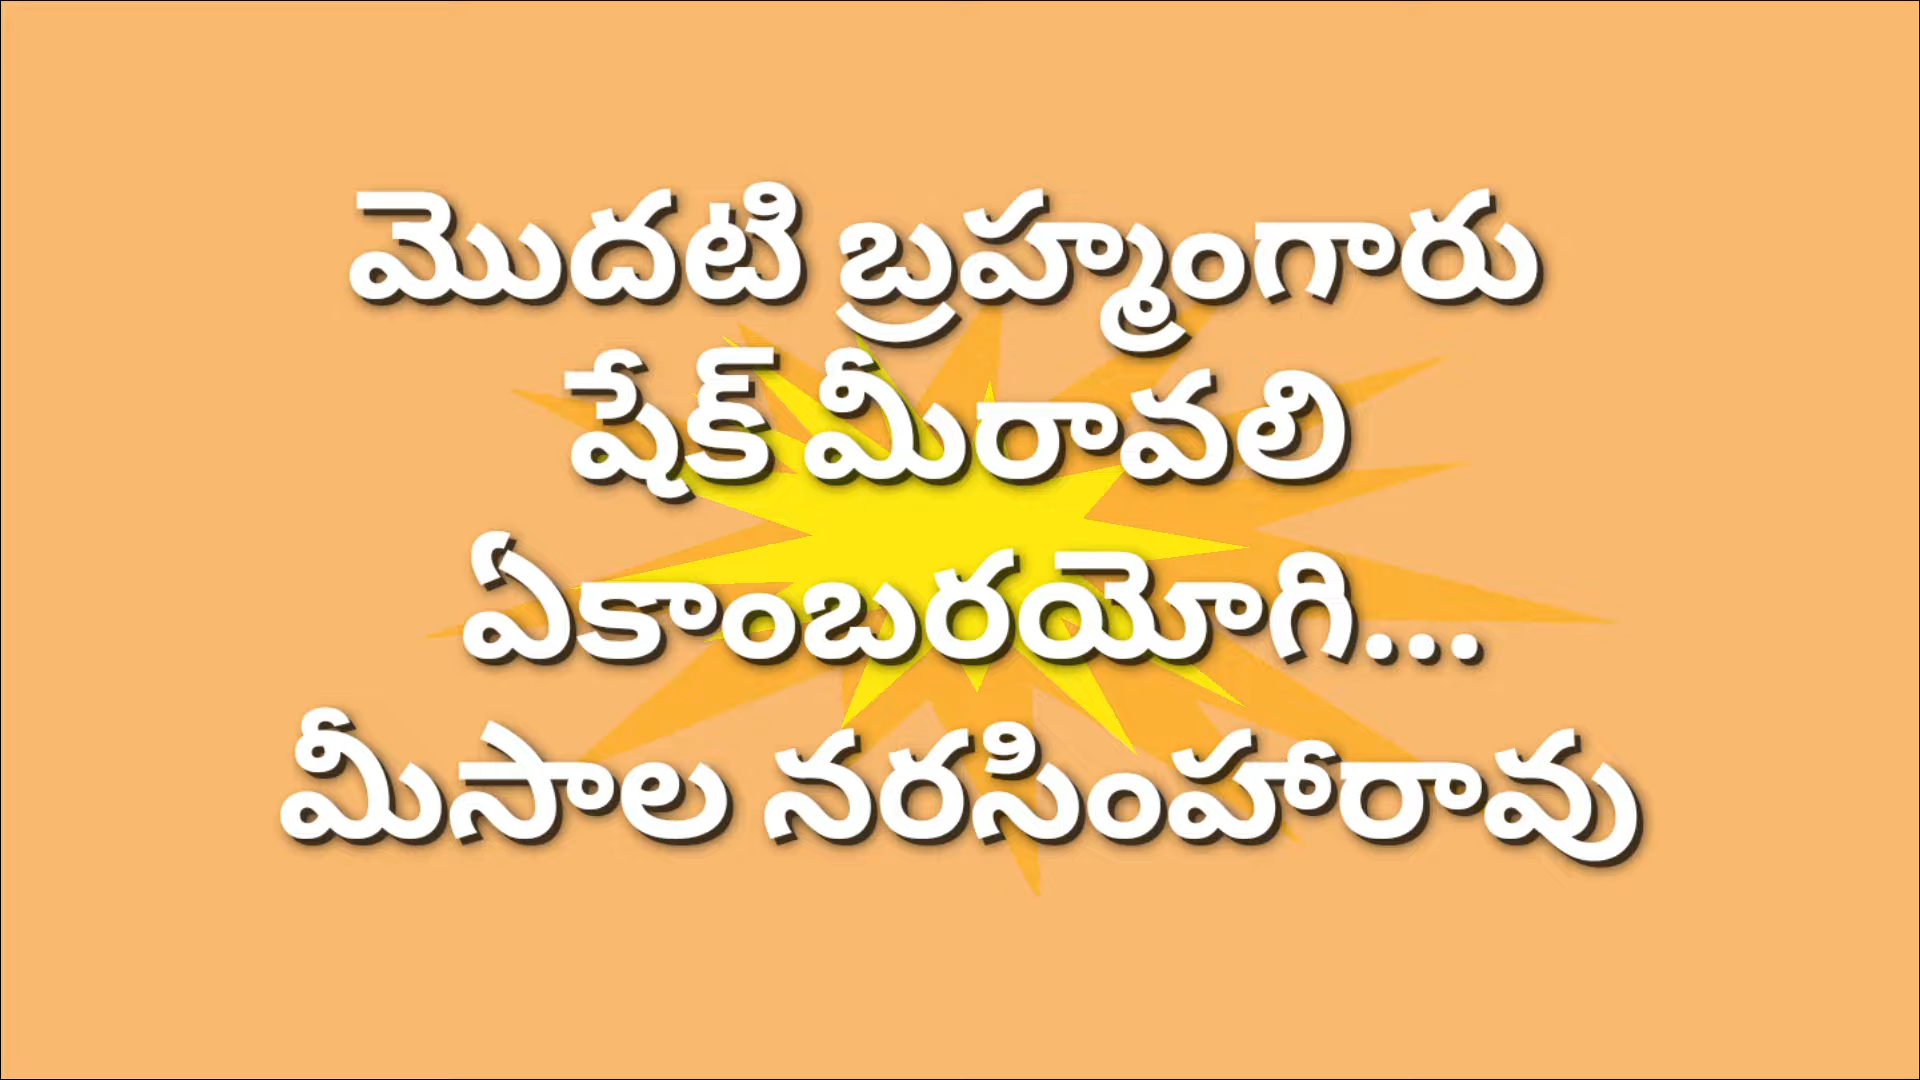 మొదటి బ్రహ్మంగారు
షేక్ మీరావలి
ఏకాంబరయోగి...
మీసాల నరసింహారావు